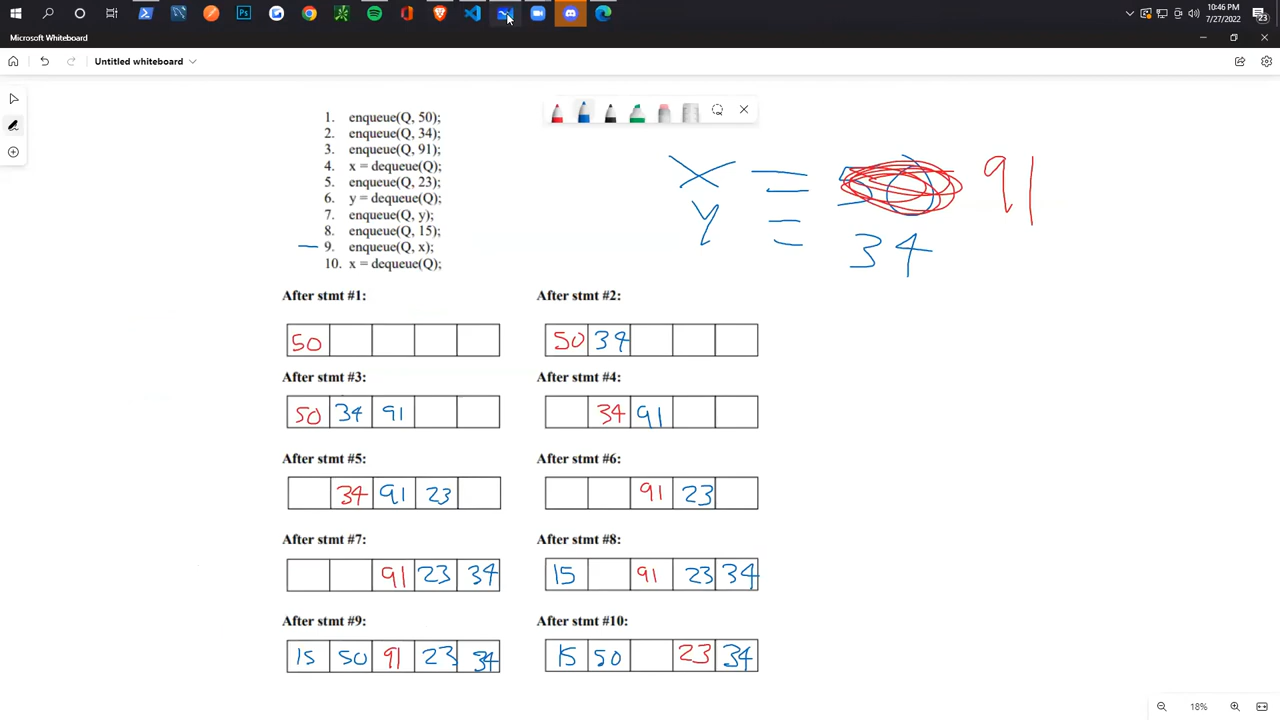 10:46 PM
7/27/2022
23
Microsoft Whiteboard
Untitled whiteboard
1. enqueue(Q, 50);
2. enqueue(Q, 34);
3. enqueue(Q, 91);
4. x = dequeue(Q);
5. enqueue(Q, 23);
6. y = dequeue(Q);
7. enqueue(Q, y);
8. enqueue(Q, 15);
9. enqueue(Q, x);
10. x = dequeue(Q);
X = 91
y = 34
After stmt #1: After stmt #2:
50 50 34
After stmt #3: After stmt #4:
50 34 91 34 91
After stmt #5: After stmt #6:
34 91 23 91 23
After stmt #7: After stmt #8:
91 23 34 15 91 23 34
After stmt #9: After stmt #10:
15 50 91 23 34 15 50 23 34
18%